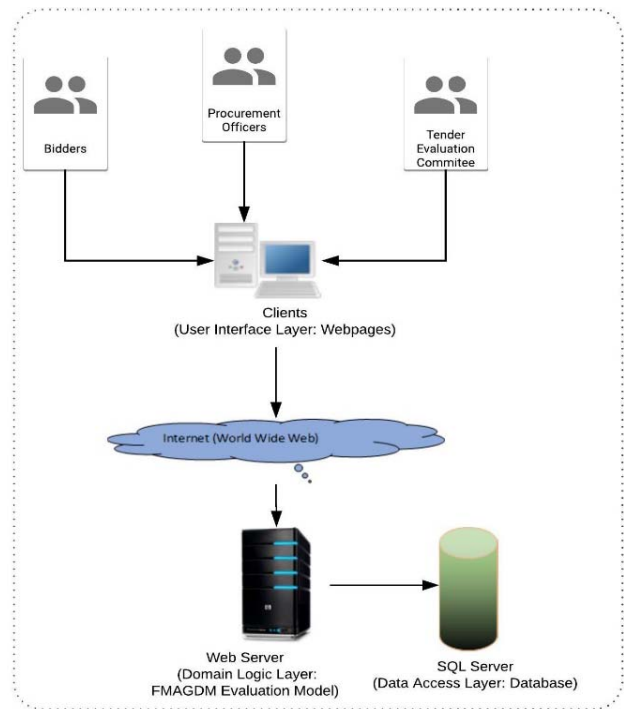 Bidders
Procurement
Officers
Tender
Evaluation
Commitee
Clients
(User Interface Layer: Webpages)
Internet (World Wide Web)
Web Server
(Domain Logic Layer:
FMAGDM Evaluation Model)
SQL Server
(Data Access Layer: Database)